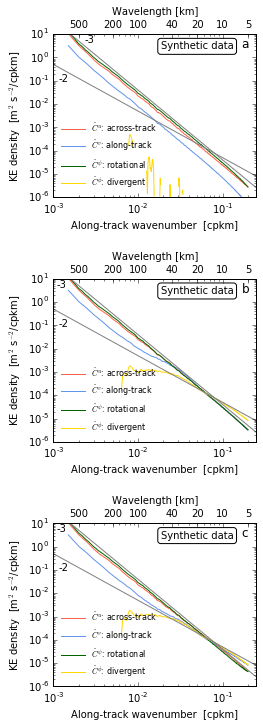 Wavelength [km]
500 200 100 40 20 10 5
Synthetic data
a
-3
-2
10¹
10⁰
10⁻¹
10⁻²
10⁻³
10⁻⁴
10⁻⁵
10⁻⁶
KE density [m² s⁻²/cpkm]
Ĉᵘ: across-track
Ĉᵛ: along-track
Ĉᵠ: rotational
Ĉᶲ: divergent
10⁻³ 10⁻² 10⁻¹
Along-track wavenumber [cpkm]
Wavelength [km]
500 200 100 40 20 10 5
Synthetic data
b
-3
-2
10¹
10⁰
10⁻¹
10⁻²
10⁻³
10⁻⁴
10⁻⁵
10⁻⁶
KE density [m² s⁻²/cpkm]
Ĉᵘ: across-track
Ĉᵛ: along-track
Ĉᵠ: rotational
Ĉᶲ: divergent
10⁻³ 10⁻² 10⁻¹
Along-track wavenumber [cpkm]
Wavelength [km]
500 200 100 40 20 10 5
Synthetic data
c
-3
-2
10¹
10⁰
10⁻¹
10⁻²
10⁻³
10⁻⁴
10⁻⁵
10⁻⁶
KE density [m² s⁻²/cpkm]
Ĉᵘ: across-track
Ĉᵛ: along-track
Ĉᵠ: rotational
Ĉᶲ: divergent
10⁻³ 10⁻² 10⁻¹
Along-track wavenumber [cpkm]